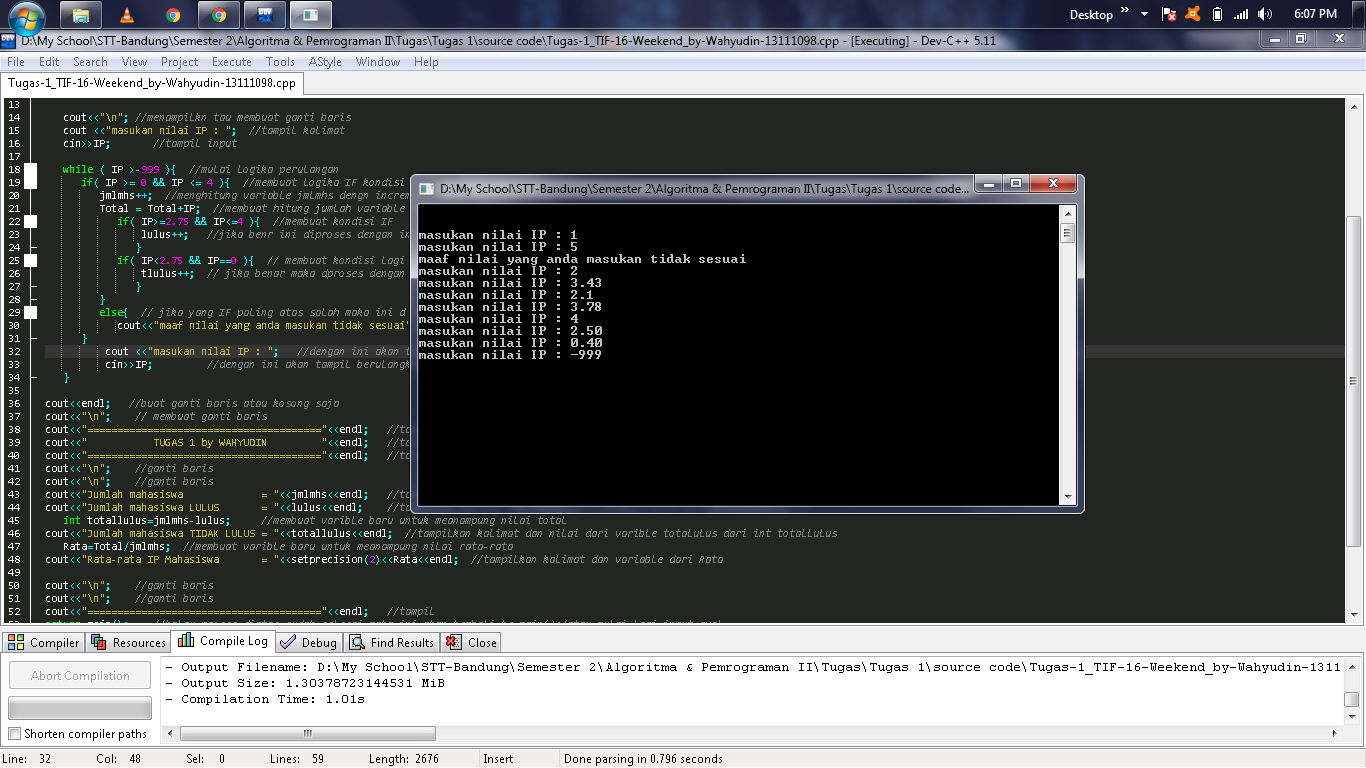 Desktop
6:07 PM
D:\My School\STT-Bandung\Semester 2\Algoritma & Pemrograman II\Tugas\Tugas 1\source code\Tugas-1_TIF-16-Weekend_by-Wahyudin-13111098.cpp - [Executing] - Dev-C++ 5.11
File Edit Search View Project Execute Tools AStyle Window Help
Tugas-1_TIF-16-Weekend_by-Wahyudin-13111098.cpp
13
14 cout<<"\n"; //menampilkn tau membuat ganti baris
15 cout <<"masukan nilai IP : "; //tampil kalimat
16 cin>>IP; //tampil input
17
18 while ( IP >-999 ){ //mulai logika perulangan
19 if( IP >= 0 && IP <= 4 ){ //membuat logika IF kondisi
20 jmlmhs++; //menghitung variable jmlmhs dengn increm
21 Total = Total+IP; //membuat hitung jumlah variable
22 if( IP>=2.75 && IP<=4 ){ //membuat kondisi IF
23 lulus++; //jika benr ini diproses dengan in
24 }
25 if( IP<2.75 && IP==0 ){ // membuat kondisi lagi
26 tlulus++; // jika benar maka dproses dengan
27 }
28 }
29 else{ // jika yang IF paling atas salah maka ini d
30 cout<<"maaf nilai yang anda masukan tidak sesuai"
31 }
32 cout <<"masukan nilai IP : "; //dengan ini akan t
33 cin>>IP; //dengan ini akan tampil berulangk
34 }
35
36 cout<<endl; //buat ganti baris atau kosong saja
37 cout<<"\n"; // membuat ganti baris
38 cout<<"======================================="<<endl; //ta
39 cout<<" TUGAS 1 by WAHYUDIN "<<endl; //ta
40 cout<<"======================================="<<endl; //ta
41 cout<<"\n"; //ganti baris
42 cout<<"\n"; //ganti baris
43 cout<<"Jumlah mahasiswa = "<<jmlmhs<<endl; //ta
44 cout<<"Jumlah mahasiswa LULUS = "<<lulus<<endl; //ta
45 int totallulus=jmlmhs-lulus; //membuat varible baru untuk meanampung nilai total
46 cout<<"Jumlah mahasiswa TIDAK LULUS = "<<totallulus<<endl; //tampilkan kalimat dan nilai dari varible totalulus dari int totallulus
47 Rata=Total/jmlmhs; //membuat varible baru untuk meanampung nilai rata-rata
48 cout<<"Rata-rata IP Mahasiswa = "<<setprecision(2)<<Rata<<endl; //tampilkan kalimat dan variable dari Rata
49
50 cout<<"\n"; //ganti baris
51 cout<<"\n"; //ganti baris
52 cout<<"======================================="<<endl; //tampil
D:\My School\STT-Bandung\Semester 2\Algoritma & Pemrograman II\Tugas\Tugas 1\source code...
masukan nilai IP : 1
masukan nilai IP : 5
maaf nilai yang anda masukan tidak sesuai
masukan nilai IP : 2
masukan nilai IP : 3.43
masukan nilai IP : 2.1
masukan nilai IP : 3.78
masukan nilai IP : 4
masukan nilai IP : 2.50
masukan nilai IP : 0.40
masukan nilai IP : -999
Compiler Resources Compile Log Debug Find Results Close
Abort Compilation
Shorten compiler paths
- Output Filename: D:\My School\STT-Bandung\Semester 2\Algoritma & Pemrograman II\Tugas\Tugas 1\source code\Tugas-1_TIF-16-Weekend_by-Wahyudin-1311
- Output Size: 1.30378723144531 MiB
- Compilation Time: 1.01s
Line: 32 Col: 48 Sel: 0 Lines: 59 Length: 2676 Insert Done parsing in 0.796 seconds